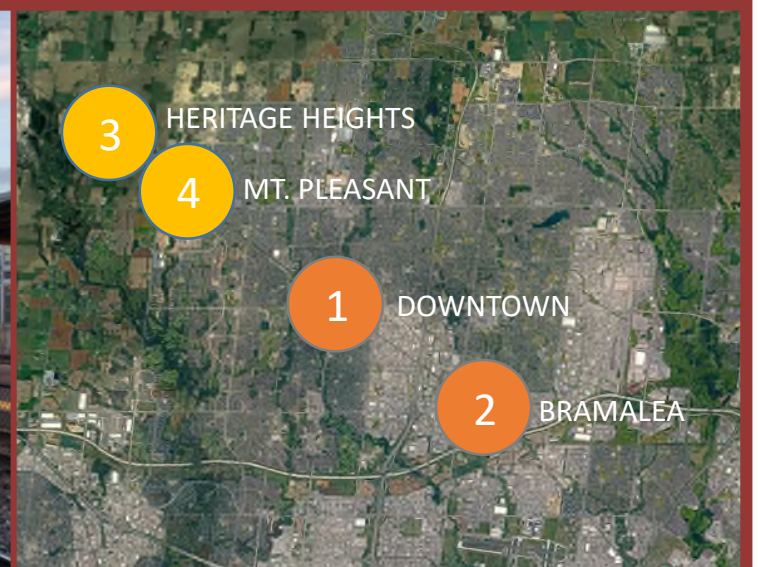 3 HERITAGE HEIGHTS
4 MT. PLEASANT
1 DOWNTOWN
2 BRAMALEA